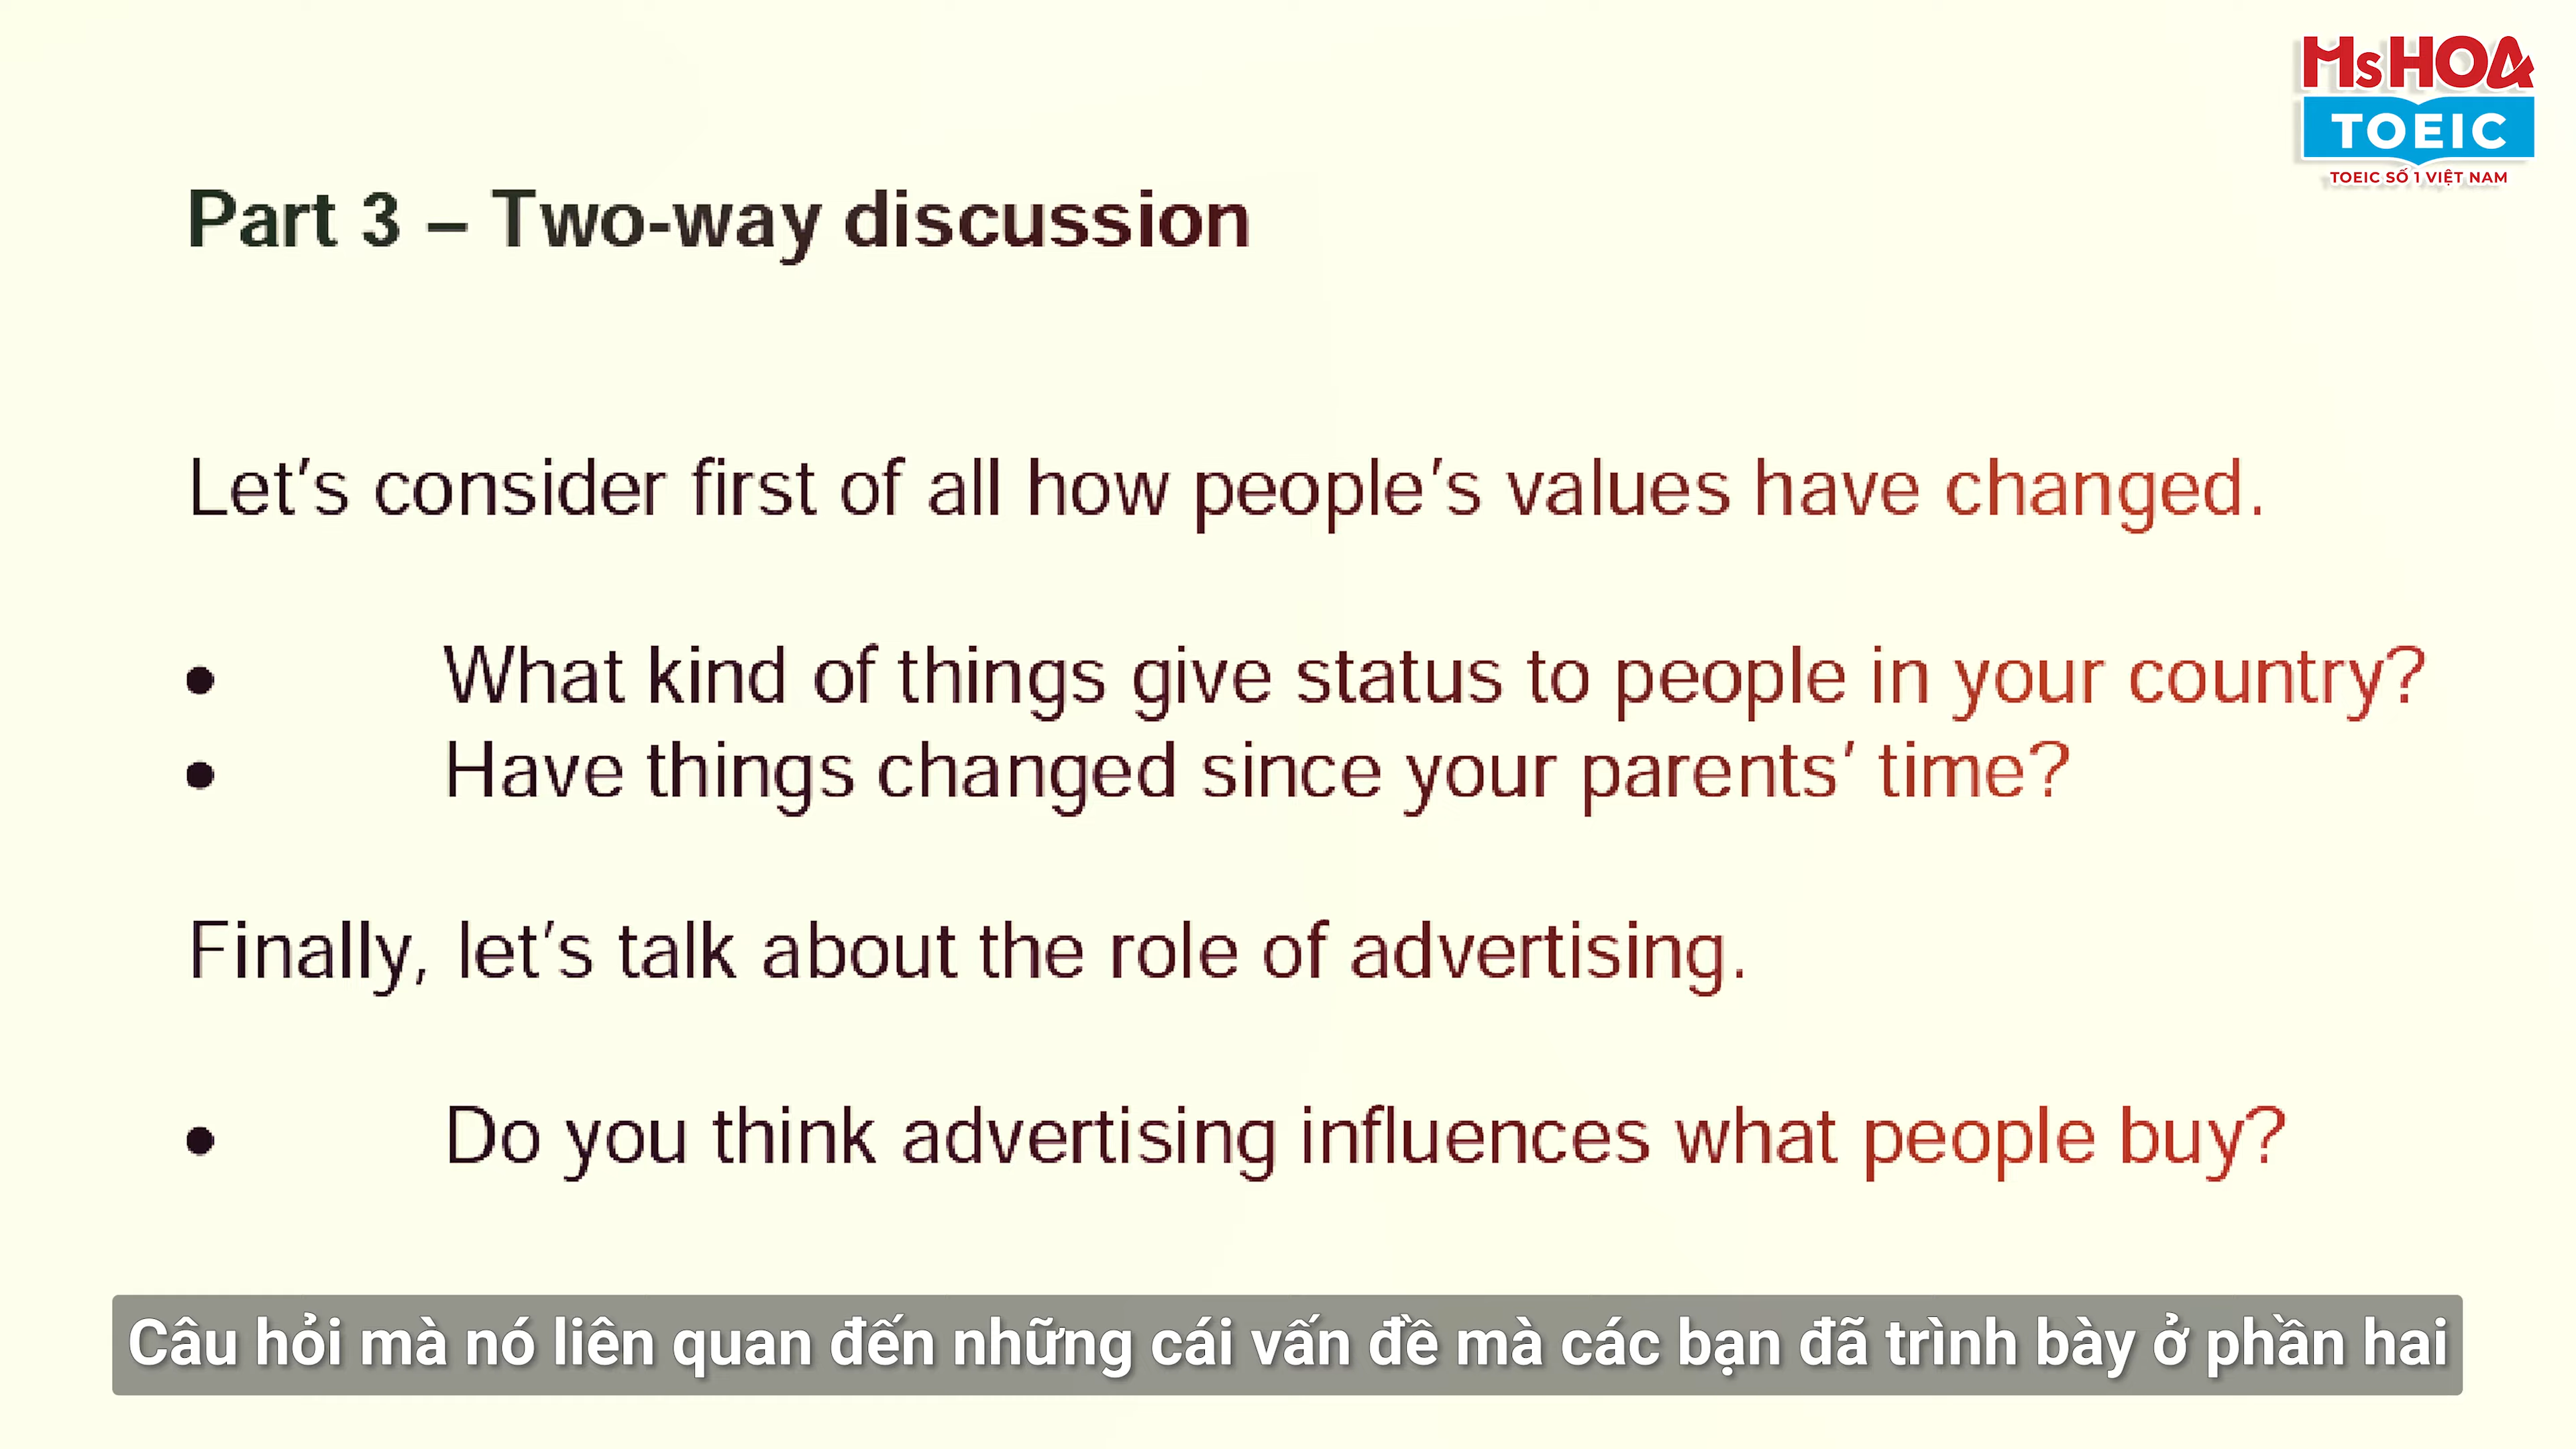 MsHOA
TOEIC
TOEIC SỐ 1 VIỆT NAM
Part 3 – Two-way discussion
Let's consider first of all how people's values have changed.
• What kind of things give status to people in your country?
• Have things changed since your parents' time?
Finally, let's talk about the role of advertising.
• Do you think advertising influences what people buy?
Câu hỏi mà nó liên quan đến những cái vấn đề mà các bạn đã trình bày ở phần hai